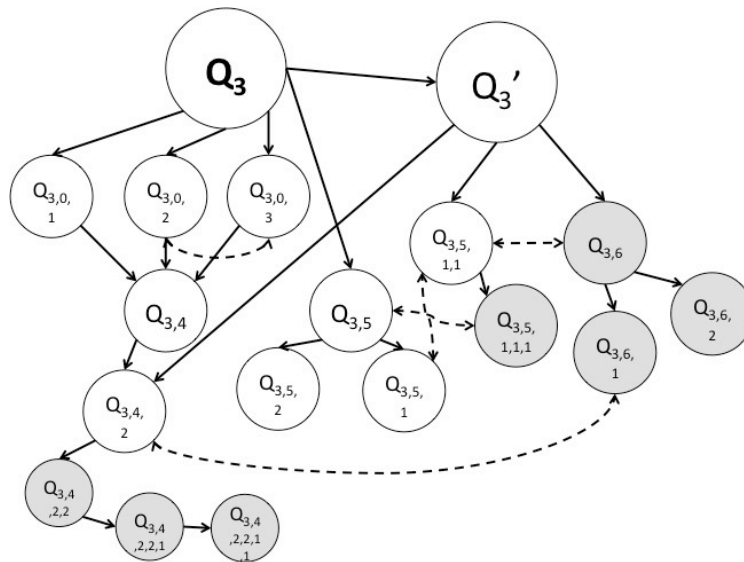 Q3
Q3’
Q3,0,
1
Q3,0,
2
Q3,0,
3
Q3,5,
1,1
Q3,6
Q3,4
Q3,5
Q3,5,
1,1,1
Q3,6,
1
Q3,6,
2
Q3,5,
2
Q3,5,
1
Q3,4,
2
Q3,4
,2,2
Q3,4
,2,2,1
Q3,4
,2,2,1
,1